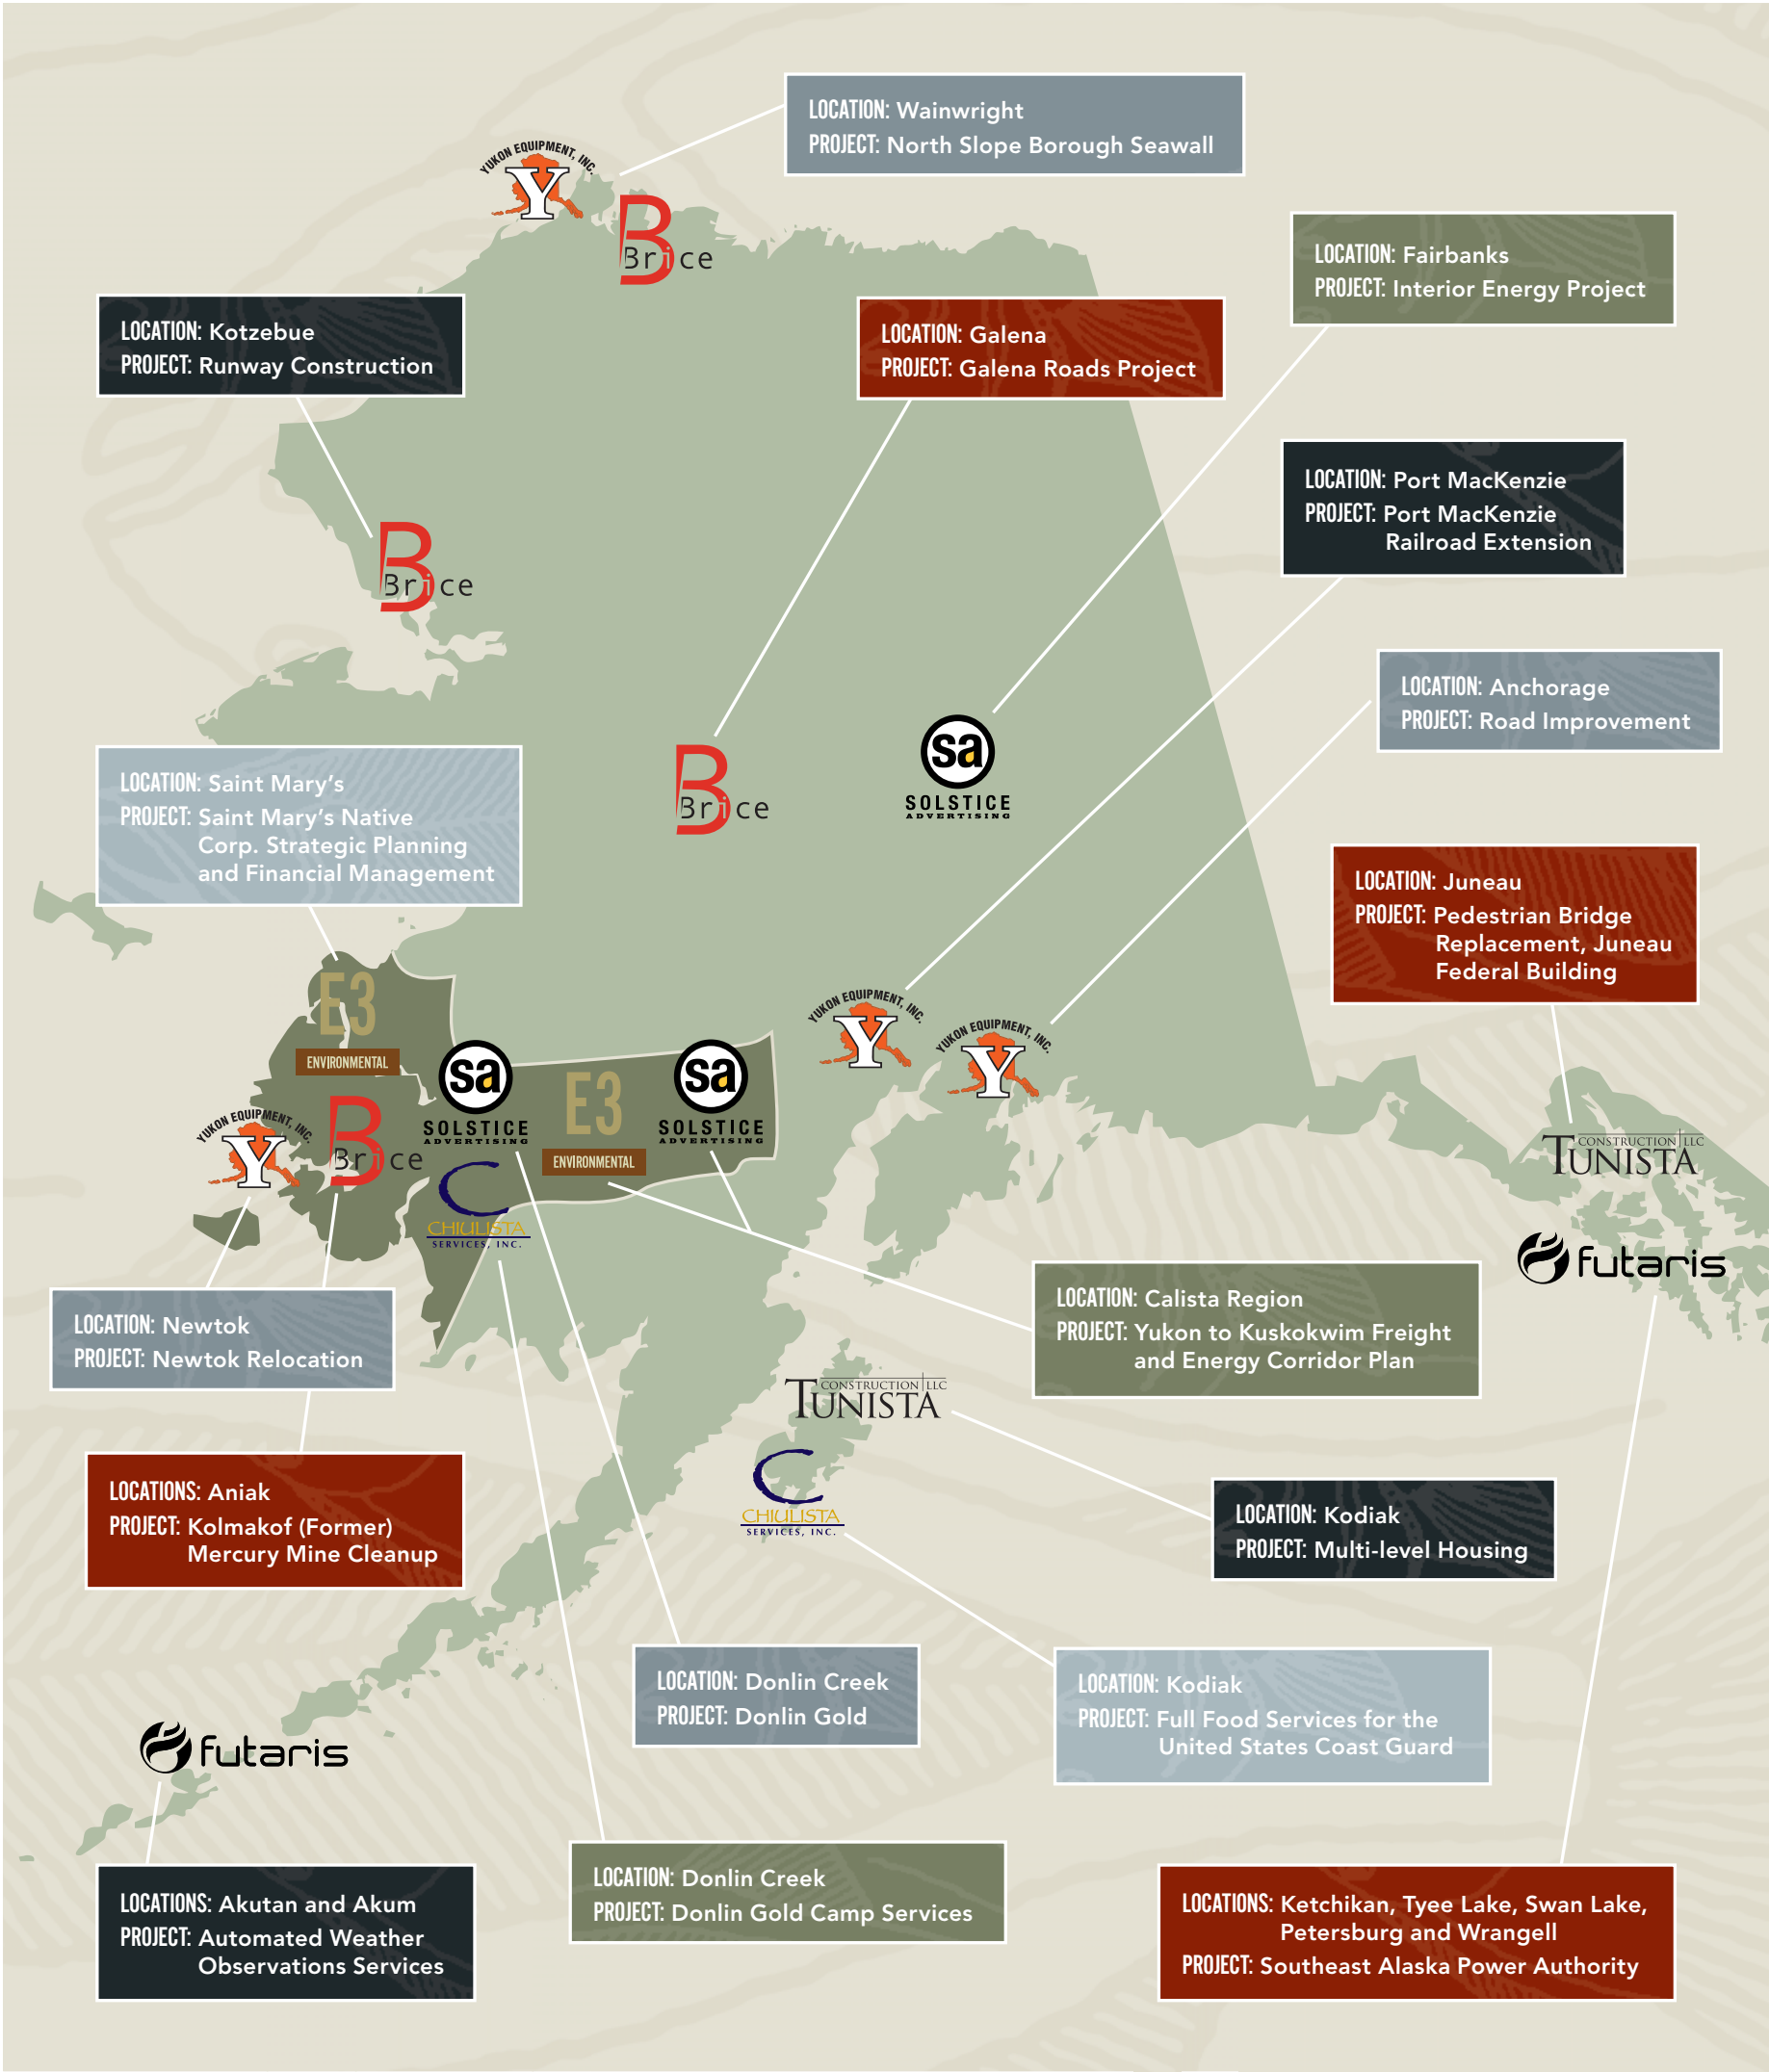 LOCATION: Wainwright
PROJECT: North Slope Borough Seawall
YUKON EQUIPMENT, INC.
Y
Brice
LOCATION: Fairbanks
PROJECT: Interior Energy Project
LOCATION: Kotzebue
PROJECT: Runway Construction
LOCATION: Galena
PROJECT: Galena Roads Project
LOCATION: Port MacKenzie
PROJECT: Port MacKenzie
Railroad Extension
Brice
LOCATION: Anchorage
PROJECT: Road Improvement
sa
SOLSTICE
ADVERTISING
Brice
LOCATION: Saint Mary's
PROJECT: Saint Mary's Native
Corp. Strategic Planning
and Financial Management
LOCATION: Juneau
PROJECT: Pedestrian Bridge
Replacement, Juneau
Federal Building
E3
ENVIRONMENTAL
YUKON EQUIPMENT, INC.
Y
YUKON EQUIPMENT, INC.
Y
sa
SOLSTICE
ADVERTISING
E3
ENVIRONMENTAL
sa
SOLSTICE
ADVERTISING
YUKON EQUIPMENT, INC.
Y
Brice
CONSTRUCTION LLC
TUNISTA
CHIULISTA
SERVICES, INC.
futaris
LOCATION: Newtok
PROJECT: Newtok Relocation
LOCATION: Calista Region
PROJECT: Yukon to Kuskokwim Freight
and Energy Corridor Plan
CONSTRUCTION LLC
TUNISTA
CHIULISTA
SERVICES, INC.
LOCATIONS: Aniak
PROJECT: Kolmakof (Former)
Mercury Mine Cleanup
LOCATION: Kodiak
PROJECT: Multi-level Housing
LOCATION: Donlin Creek
PROJECT: Donlin Gold
LOCATION: Kodiak
PROJECT: Full Food Services for the
United States Coast Guard
futaris
LOCATIONS: Akutan and Akum
PROJECT: Automated Weather
Observations Services
LOCATION: Donlin Creek
PROJECT: Donlin Gold Camp Services
LOCATIONS: Ketchikan, Tyee Lake, Swan Lake,
Petersburg and Wrangell
PROJECT: Southeast Alaska Power Authority